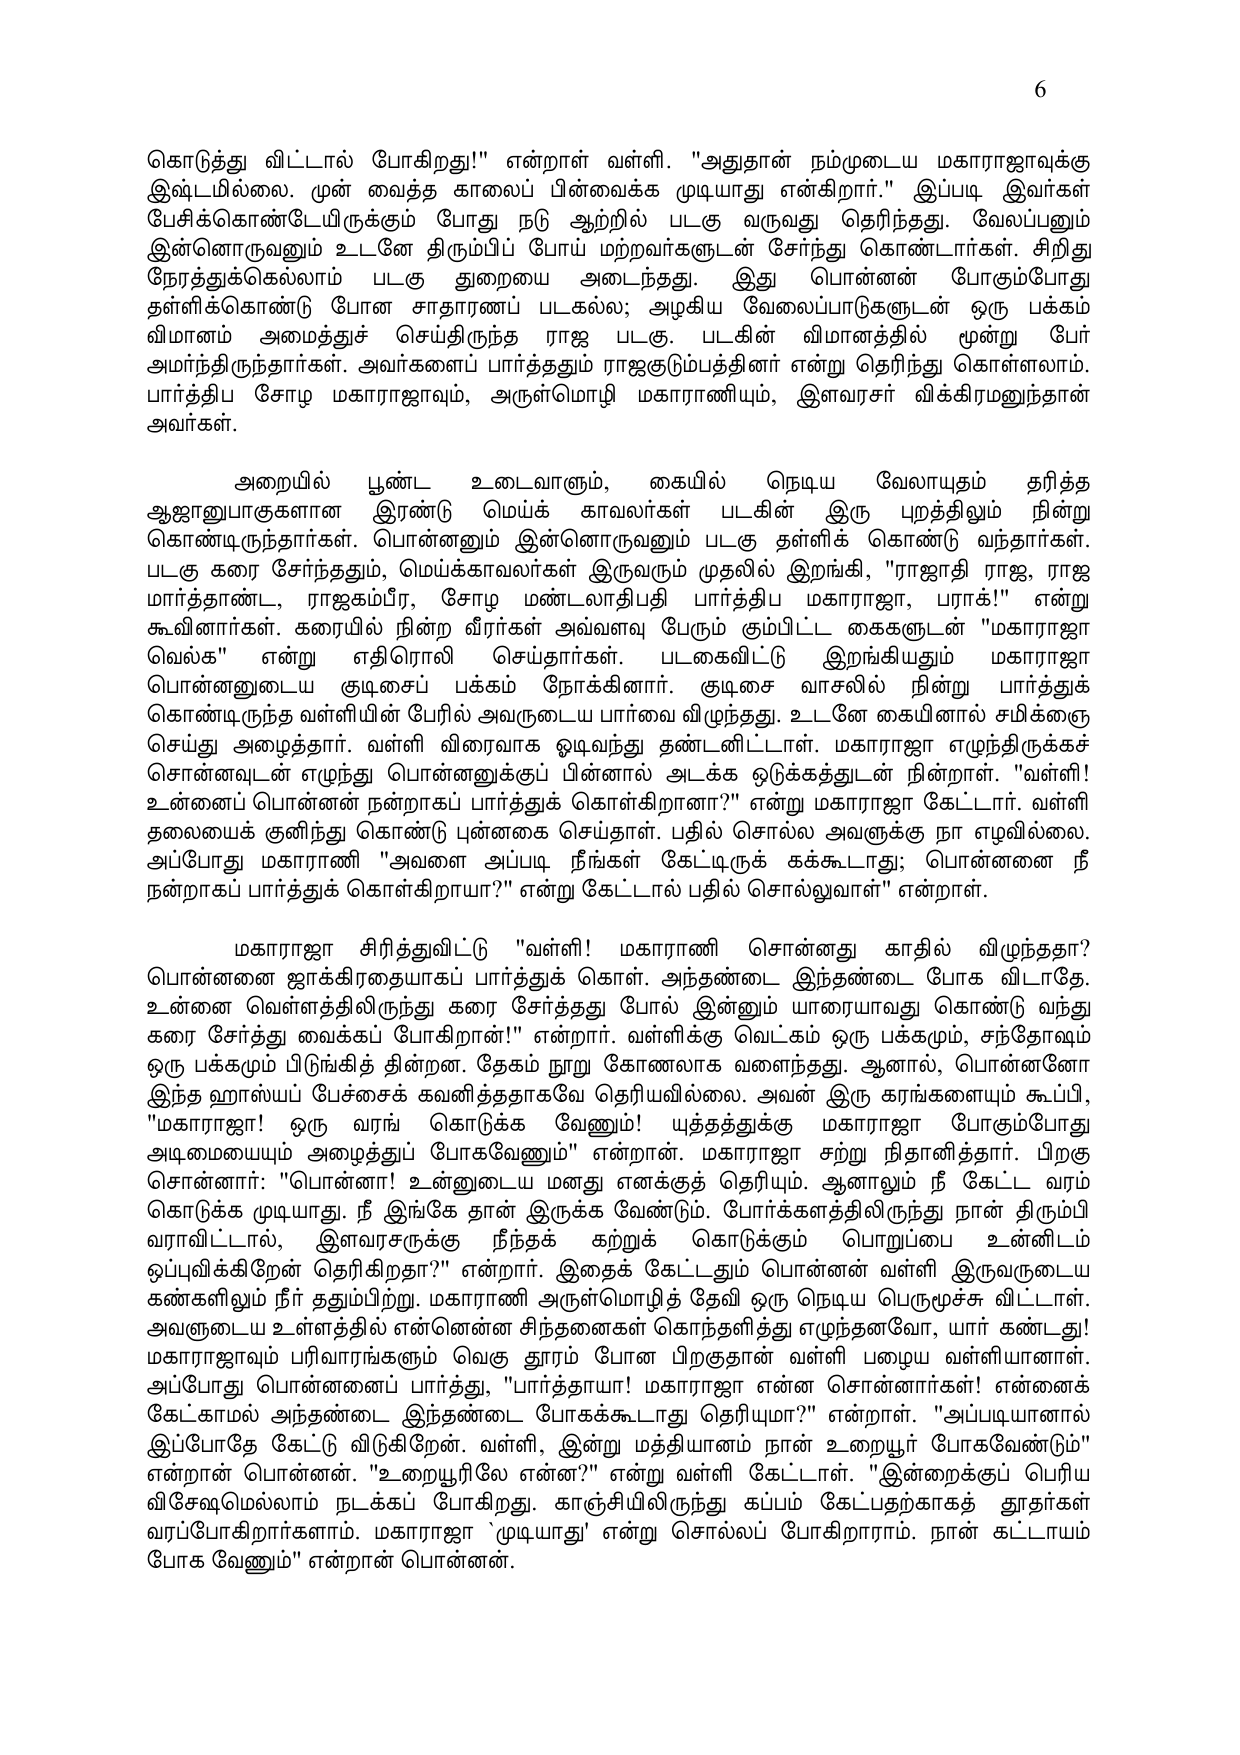 6
கொடுத்து விட்டால் போகிறது!" என்றாள் வள்ளி. "அதுதான் நம்முடைய மகாராஜாவுக்கு
இஷ்டமில்லை. முன் வைத்த காலைப் பின்வைக்க முடியாது என்கிறார்." இப்படி இவர்கள்
பேசிக்கொண்டேயிருக்கும் போது நடு ஆற்றில் படகு வருவது தெரிந்தது. வேலப்பனும்
இன்னொருவனும் உடனே திரும்பிப் போய் மற்றவர்களுடன் சேர்ந்து கொண்டார்கள். சிறிது
நேரத்துக்கெல்லாம் படகு துறையை அடைந்தது. இது பொன்னன் போகும்போது
தள்ளிக்கொண்டு போன சாதாரணப் படகல்ல; அழகிய வேலைப்பாடுகளுடன் ஒரு பக்கம்
விமானம் அமைத்துச் செய்திருந்த ராஜ படகு. படகின் விமானத்தில் மூன்று பேர்
அமர்ந்திருந்தார்கள். அவர்களைப் பார்த்ததும் ராஜகுடும்பத்தினர் என்று தெரிந்து கொள்ளலாம்.
பார்த்திப சோழ மகாராஜாவும், அருள்மொழி மகாராணியும், இளவரசர் விக்கிரமனுந்தான்
அவர்கள்.
அறையில் பூண்ட உடைவாளும், கையில் நெடிய வேலாயுதம் தரித்த
ஆஜானுபாகுகளான இரண்டு மெய்க் காவலர்கள் படகின் இரு புறத்திலும் நின்று
கொண்டிருந்தார்கள். பொன்னனும் இன்னொருவனும் படகு தள்ளிக் கொண்டு வந்தார்கள்.
படகு கரை சேர்ந்ததும், மெய்க்காவலர்கள் இருவரும் முதலில் இறங்கி, "ராஜாதி ராஜ, ராஜ
மார்த்தாண்ட, ராஜகம்பீர, சோழ மண்டலாதிபதி பார்த்திப மகாராஜா, பராக்!" என்று
கூவினார்கள். கரையில் நின்ற வீரர்கள் அவ்வளவு பேரும் கும்பிட்ட கைகளுடன் "மகாராஜா
வெல்க" என்று எதிரொலி செய்தார்கள். படகைவிட்டு இறங்கியதும் மகாராஜா
பொன்னனுடைய குடிசைப் பக்கம் நோக்கினார். குடிசை வாசலில் நின்று பார்த்துக்
கொண்டிருந்த வள்ளியின் பேரில் அவருடைய பார்வை விழுந்தது. உடனே கையினால் சமிக்ஞை
செய்து அழைத்தார். வள்ளி விரைவாக ஓடிவந்து தண்டனிட்டாள். மகாராஜா எழுந்திருக்கச்
சொன்னவுடன் எழுந்து பொன்னனுக்குப் பின்னால் அடக்க ஒடுக்கத்துடன் நின்றாள். "வள்ளி!
உன்னைப் பொன்னன் நன்றாகப் பார்த்துக் கொள்கிறானா?" என்று மகாராஜா கேட்டார். வள்ளி
தலையைக் குனிந்து கொண்டு புன்னகை செய்தாள். பதில் சொல்ல அவளுக்கு நா எழவில்லை.
அப்போது மகாராணி "அவளை அப்படி நீங்கள் கேட்டிருக் கக்கூடாது; பொன்னனை நீ
நன்றாகப் பார்த்துக் கொள்கிறாயா?" என்று கேட்டால் பதில் சொல்லுவாள்" என்றாள்.
மகாராஜா சிரித்துவிட்டு "வள்ளி! மகாராணி சொன்னது காதில் விழுந்ததா?
பொன்னனை ஜாக்கிரதையாகப் பார்த்துக் கொள். அந்தண்டை இந்தண்டை போக விடாதே.
உன்னை வெள்ளத்திலிருந்து கரை சேர்த்தது போல் இன்னும் யாரையாவது கொண்டு வந்து
கரை சேர்த்து வைக்கப் போகிறான்!" என்றார். வள்ளிக்கு வெட்கம் ஒரு பக்கமும், சந்தோஷம்
ஒரு பக்கமும் பிடுங்கித் தின்றன. தேகம் நூறு கோணலாக வளைந்தது. ஆனால், பொன்னனோ
இந்த ஹாஸ்யப் பேச்சைக் கவனித்ததாகவே தெரியவில்லை. அவன் இரு கரங்களையும் கூப்பி,
"மகாராஜா! ஒரு வரங் கொடுக்க வேணும்! யுத்தத்துக்கு மகாராஜா போகும்போது
அடிமையையும் அழைத்துப் போகவேணும்" என்றான். மகாராஜா சற்று நிதானித்தார். பிறகு
சொன்னார்: "பொன்னா! உன்னுடைய மனது எனக்குத் தெரியும். ஆனாலும் நீ கேட்ட வரம்
கொடுக்க முடியாது. நீ இங்கே தான் இருக்க வேண்டும். போர்க்களத்திலிருந்து நான் திரும்பி
வராவிட்டால், இளவரசருக்கு நீந்தக் கற்றுக் கொடுக்கும் பொறுப்பை உன்னிடம்
ஒப்புவிக்கிறேன் தெரிகிறதா?" என்றார். இதைக் கேட்டதும் பொன்னன் வள்ளி இருவருடைய
கண்களிலும் நீர் ததும்பிற்று. மகாராணி அருள்மொழித் தேவி ஒரு நெடிய பெருமூச்சு விட்டாள்.
அவளுடைய உள்ளத்தில் என்னென்ன சிந்தனைகள் கொந்தளித்து எழுந்தனவோ, யார் கண்டது!
மகாராஜாவும் பரிவாரங்களும் வெகு தூரம் போன பிறகுதான் வள்ளி பழைய வள்ளியானாள்.
அப்போது பொன்னனைப் பார்த்து, "பார்த்தாயா! மகாராஜா என்ன சொன்னார்கள்! என்னைக்
கேட்காமல் அந்தண்டை இந்தண்டை போகக்கூடாது தெரியுமா?" என்றாள். "அப்படியானால்
இப்போதே கேட்டு விடுகிறேன். வள்ளி, இன்று மத்தியானம் நான் உறையூர் போகவேண்டும்"
என்றான் பொன்னன். "உறையூரிலே என்ன?" என்று வள்ளி கேட்டாள். "இன்றைக்குப் பெரிய
விசேஷமெல்லாம் நடக்கப் போகிறது. காஞ்சியிலிருந்து கப்பம் கேட்பதற்காகத் தூதர்கள்
வரப்போகிறார்களாம். மகாராஜா `முடியாது' என்று சொல்லப் போகிறாராம். நான் கட்டாயம்
போக வேணும்" என்றான் பொன்னன்.